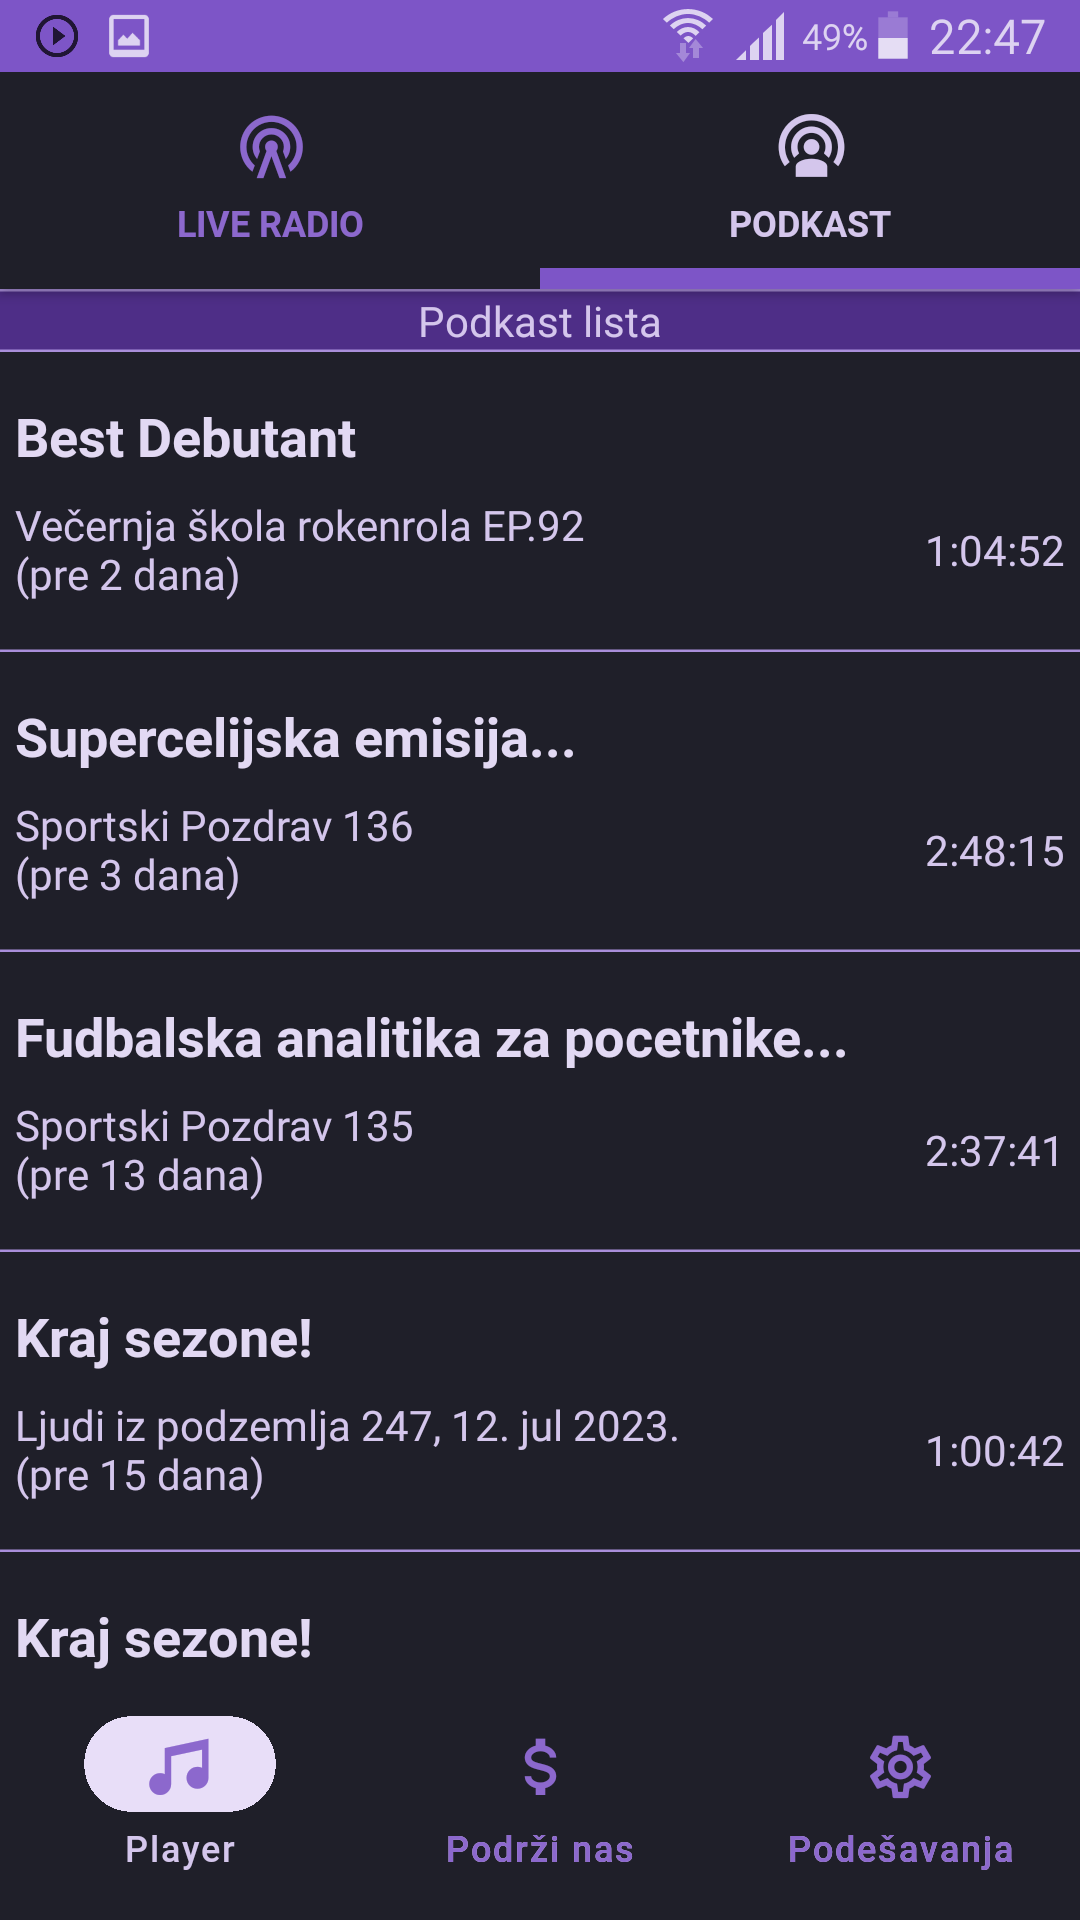 49% 22:47
LIVE RADIO PODKAST
Podkast lista
Best Debutant
Večernja škola rokenrola EP.92
(pre 2 dana)
1:04:52
Supercelijska emisija...
Sportski Pozdrav 136
(pre 3 dana)
2:48:15
Fudbalska analitika za pocetnike...
Sportski Pozdrav 135
(pre 13 dana)
2:37:41
Kraj sezone!
Ljudi iz podzemlja 247, 12. jul 2023.
(pre 15 dana)
1:00:42
Kraj sezone!
Player Podrži nas Podešavanja